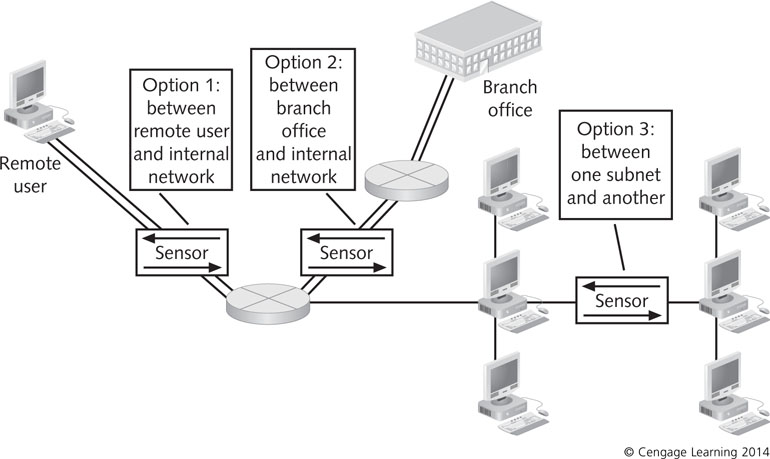 Option 1:
between
remote user
and internal
network
Option 2:
between
branch
office
and internal
network
Branch
office
Option 3:
between
one subnet
and another
Remote
user
Sensor
Sensor
Sensor
© Cengage Learning 2014